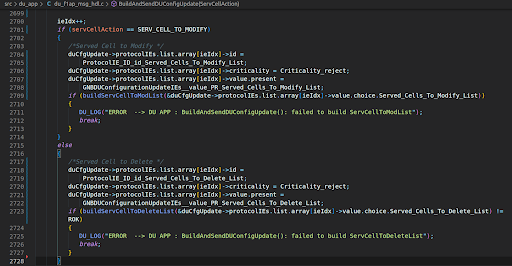 src > du_app > du_f1ap_msg_hdl.c > BuildAndSendDUConfigUpdate(ServCellAction)
2699
2700 ieIdx++;
2701 if (servCellAction == SERV_CELL_TO_MODIFY)
2702 {
2703 /*Served Cell to Modify */
2704 duCfgUpdate->protocolIEs.list.array[ieIdx]->id =
2705 ProtocolIE_ID_id_Served_Cells_To_Modify_List;
2706 duCfgUpdate->protocolIEs.list.array[ieIdx]->criticality = Criticality_reject;
2707 duCfgUpdate->protocolIEs.list.array[ieIdx]->value.present =
2708 GNBDUConfigurationUpdateIEs__value_PR_Served_Cells_To_Modify_List;
2709 if (buildServCellToModList(&duCfgUpdate->protocolIEs.list.array[ieIdx]->value.choice.Served_Cells_To_Modify_List))
2710 {
2711 DU_LOG("ERROR --> DU APP : BuildAndSendDUConfigUpdate(): failed to build ServCellToModList");
2712 break;
2713 }
2714 }
2715 else
2716 {
2717 /*Served Cell to Delete */
2718 duCfgUpdate->protocolIEs.list.array[ieIdx]->id =
2719 ProtocolIE_ID_id_Served_Cells_To_Delete_List;
2720 duCfgUpdate->protocolIEs.list.array[ieIdx]->criticality = Criticality_reject;
2721 duCfgUpdate->protocolIEs.list.array[ieIdx]->value.present =
2722 GNBDUConfigurationUpdateIEs__value_PR_Served_Cells_To_Delete_List;
2723 if (buildServCellToDeleteList(&duCfgUpdate->protocolIEs.list.array[ieIdx]->value.choice.Served_Cells_To_Delete_List) !=
ROK)
2724 {
2725 DU_LOG("ERROR --> DU APP : BuildAndSendDUConfigUpdate(): failed to build ServCellToDeleteList");
2726 break;
2727 }
2728 }